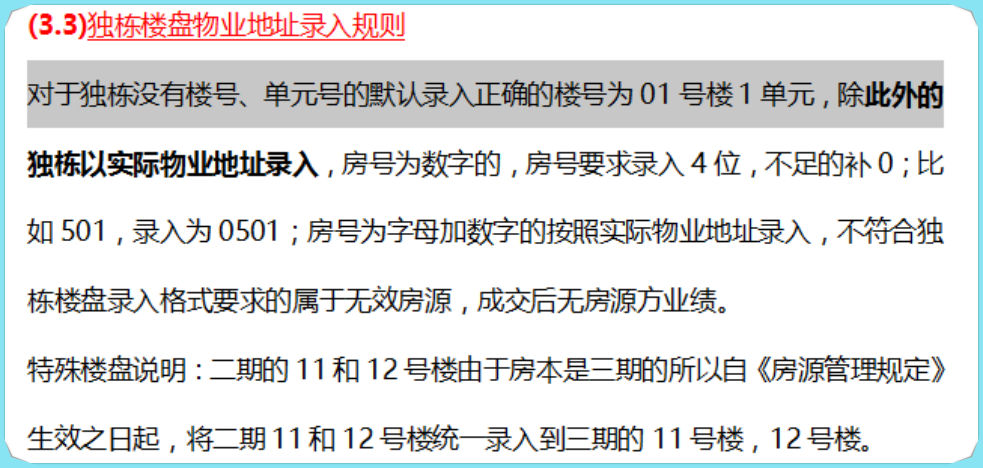 (3.3)独栋楼盘物业地址录入规则
对于独栋没有楼号、单元号的默认录入正确的楼号为 01 号楼 1 单元，除此外的
独栋以实际物业地址录入，房号为数字的，房号要求录入 4 位，不足的补 0；比
如 501，录入为 0501；房号为字母加数字的按照实际物业地址录入，不符合独
栋楼盘录入格式要求的属于无效房源，成交后无房源方业绩。
特殊楼盘说明：二期的 11 和 12 号楼由于房本是三期的所以自《房源管理规定》
生效之日起，将二期 11 和 12 号楼统一录入到三期的 11 号楼，12 号楼。